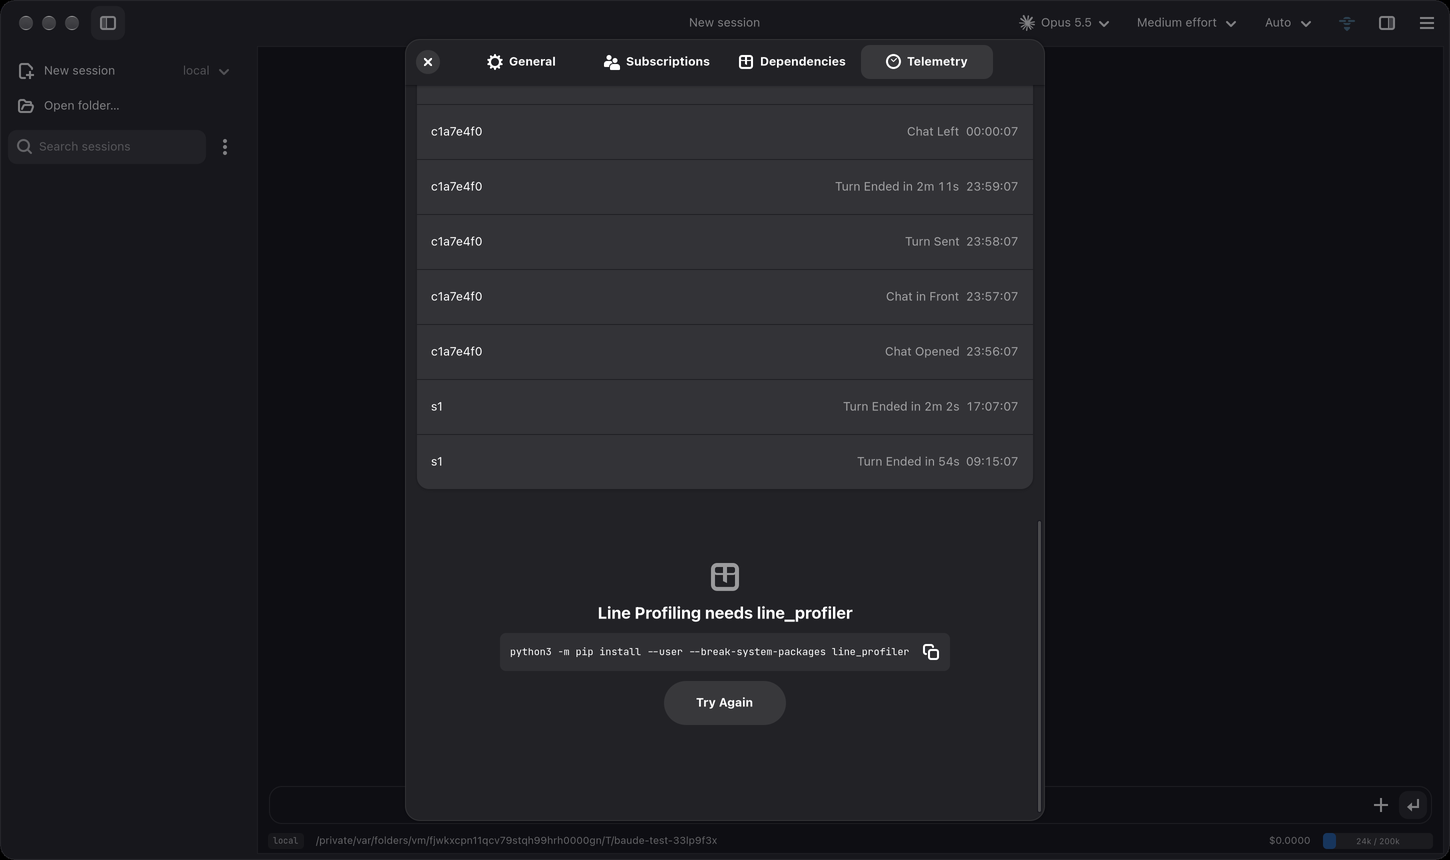 New session
Opus 5.5
Medium effort
Auto
New session
local
Open folder...
Search sessions
General
Subscriptions
Dependencies
Telemetry
c1a7e4f0 Chat Left 00:00:07
c1a7e4f0 Turn Ended in 2m 11s 23:59:07
c1a7e4f0 Turn Sent 23:58:07
c1a7e4f0 Chat in Front 23:57:07
c1a7e4f0 Chat Opened 23:56:07
s1 Turn Ended in 2m 2s 17:07:07
s1 Turn Ended in 54s 09:15:07
Line Profiling needs line_profiler
python3 -m pip install --user --break-system-packages line_profiler
Try Again
local
/private/var/folders/vm/fjwkxcpn11qcv79stqh99hrh0000gn/T/baude-test-33lp9f3x
$0.0000
24k / 200k